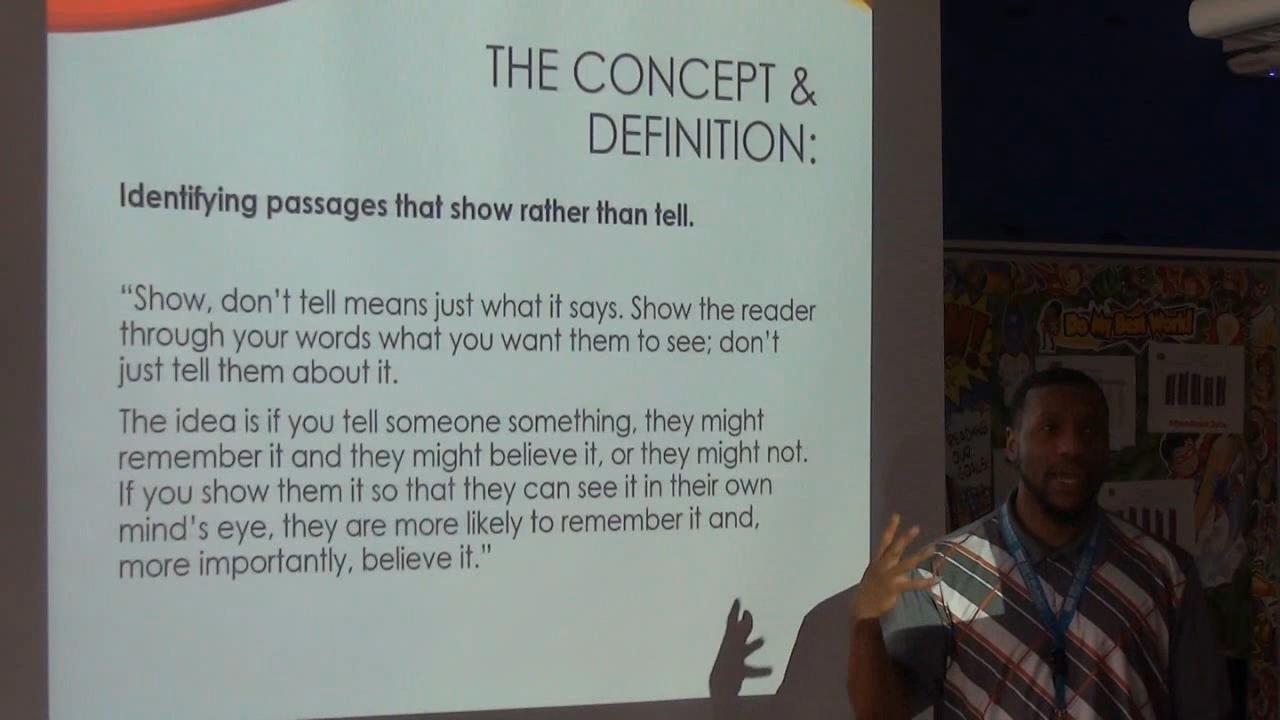 THE CONCEPT &
DEFINITION:
Identifying passages that show rather than tell.
“Show, don't tell means just what it says. Show the reader
through your words what you want them to see; don't
just tell them about it.
The idea is if you tell someone something, they might
remember it and they might believe it, or they might not.
If you show them it so that they can see it in their own
mind's eye, they are more likely to remember it and,
more importantly, believe it.”
Do My Best World
READING
OUR
GOALS: